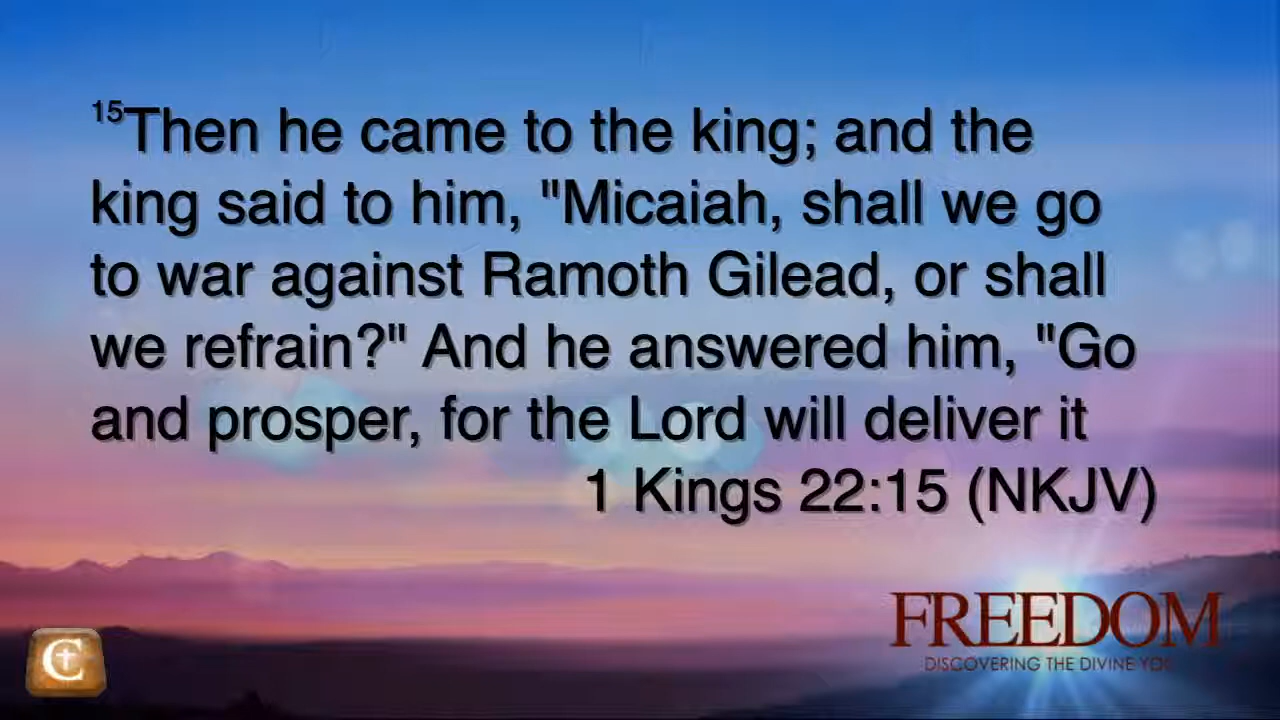 15Then he came to the king; and the
king said to him, "Micaiah, shall we go
to war against Ramoth Gilead, or shall
we refrain?" And he answered him, "Go
and prosper, for the Lord will deliver it
1 Kings 22:15 (NKJV)
FREEDOM
DISCOVERING THE DIVINE YOU
C